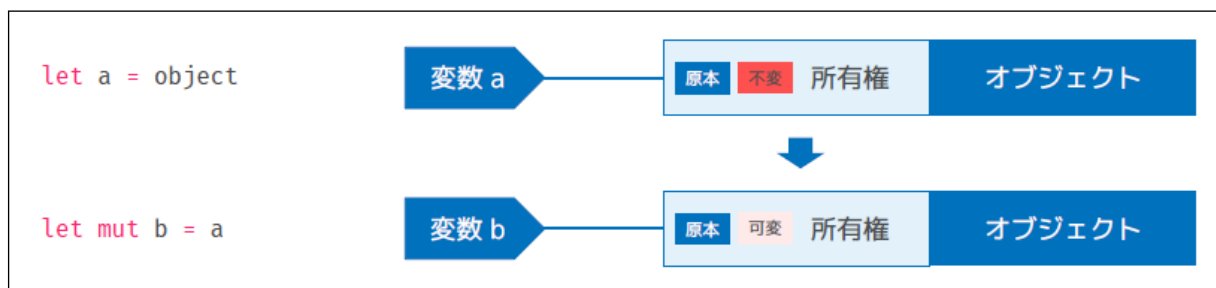 let a = object 変数 a 原本 不変 所有権 オブジェクト
let mut b = a 変数 b 原本 可変 所有権 オブジェクト